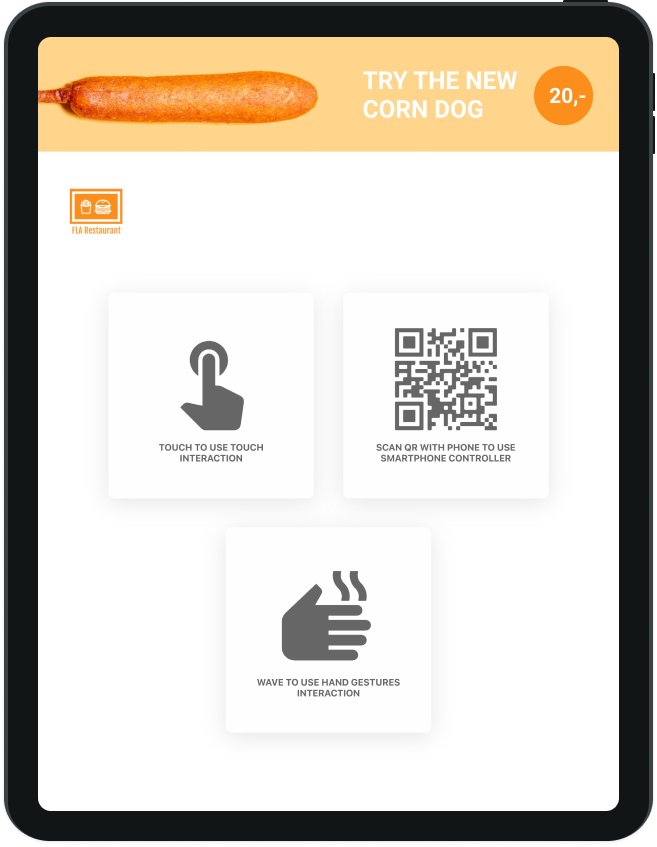 TRY THE NEW
CORN DOG
20,-
FLA Restaurant
TOUCH TO USE TOUCH
INTERACTION
SCAN QR WITH PHONE TO USE
SMARTPHONE CONTROLLER
WAVE TO USE HAND GESTURES
INTERACTION